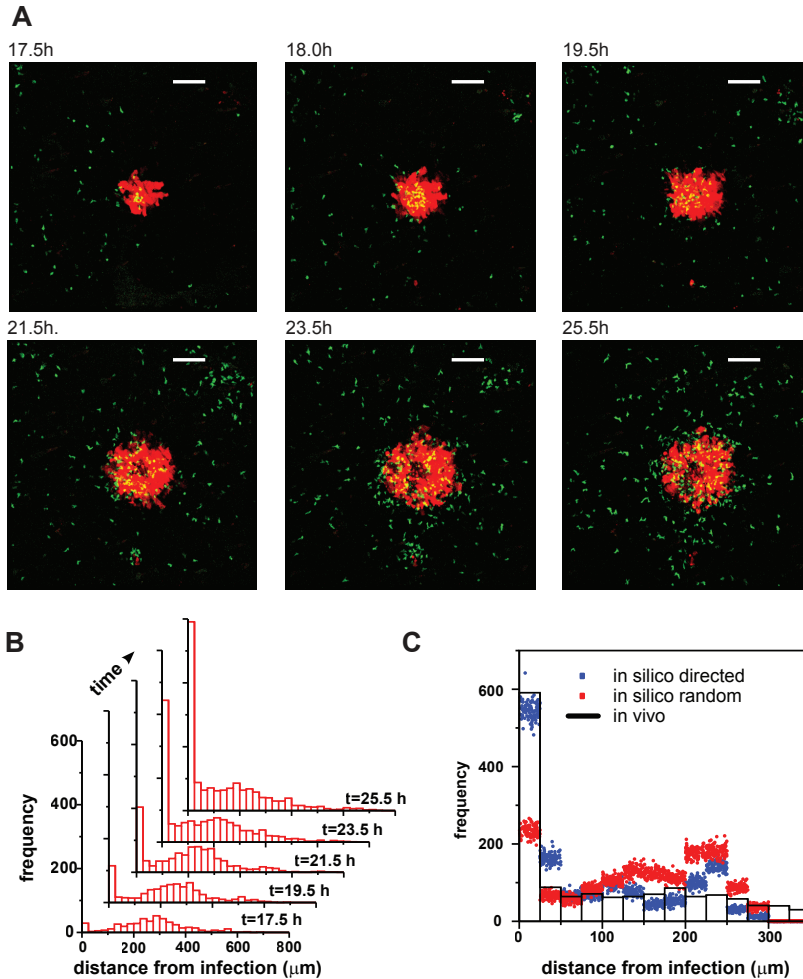 A
17.5h
18.0h
19.5h
21.5h.
23.5h
25.5h
B
time
600
400
200
0
frequency
t=25.5 h
t=23.5 h
t=21.5 h
t=19.5 h
t=17.5 h
0 200 400 600 800
distance from infection (μm)
C
in silico directed
in silico random
in vivo
600
400
200
0
frequency
0 100 200 300
distance from infection (μm)